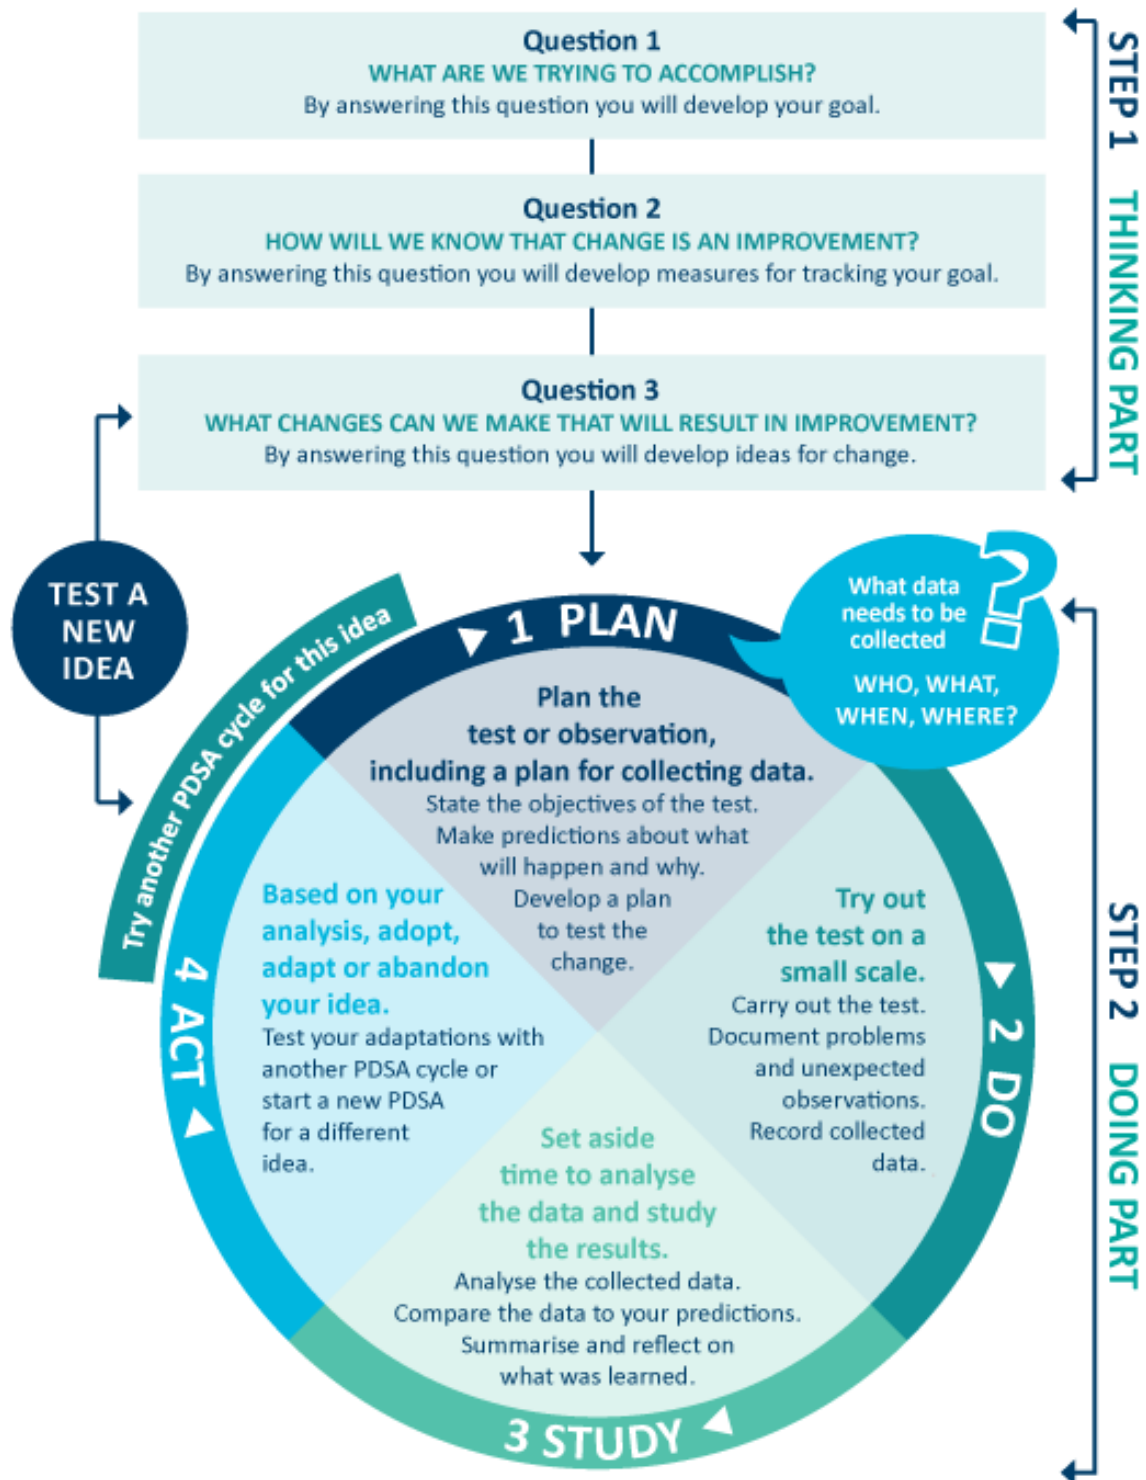 Question 1
WHAT ARE WE TRYING TO ACCOMPLISH?
By answering this question you will develop your goal.
Question 2
HOW WILL WE KNOW THAT CHANGE IS AN IMPROVEMENT?
By answering this question you will develop measures for tracking your goal.
Question 3
WHAT CHANGES CAN WE MAKE THAT WILL RESULT IN IMPROVEMENT?
By answering this question you will develop ideas for change.
STEP 1 THINKING PART
TEST A
NEW
IDEA
Try another PDSA cycle for this idea
1 PLAN
What data
needs to be
collected
?
WHO, WHAT,
WHEN, WHERE?
Plan the
test or observation,
including a plan for collecting data.
State the objectives of the test.
Make predictions about what
will happen and why.
Develop a plan
to test the
change.
2 DO
Try out
the test on a
small scale.
Carry out the test.
Document problems
and unexpected
observations.
Record collected
data.
3 STUDY
Set aside
time to analyse
the data and study
the results.
Analyse the collected data.
Compare the data to your predictions.
Summarise and reflect on
what was learned.
4 ACT
Based on your
analysis, adopt,
adapt or abandon
your idea.
Test your adaptations with
another PDSA cycle or
start a new PDSA
for a different
idea.
STEP 2 DOING PART